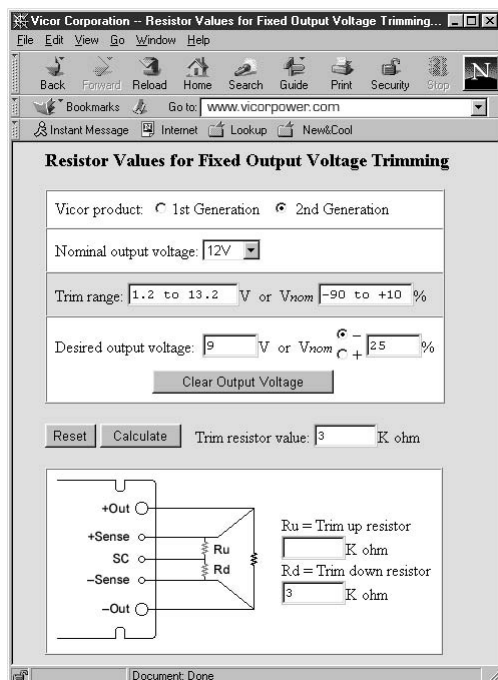 Vicor Corporation -- Resistor Values for Fixed Output Voltage Trimming...
File Edit View Go Window Help
Back Forward Reload Home Search Guide Print Security Stop
N
Bookmarks Go to: www.vicorpower.com
Instant Message Internet Lookup New&Cool
Resistor Values for Fixed Output Voltage Trimming
Vicor product: 1st Generation 2nd Generation
Nominal output voltage: 12V
Trim range: 1.2 to 13.2 V or Vnom -90 to +10 %
Desired output voltage: 9 V or Vnom - + 25 %
Clear Output Voltage
Reset Calculate Trim resistor value: 3 K ohm
+Out
+Sense
SC
-Sense
-Out
Ru
Rd
Ru = Trim up resistor
K ohm
Rd = Trim down resistor
3 K ohm
Document: Done